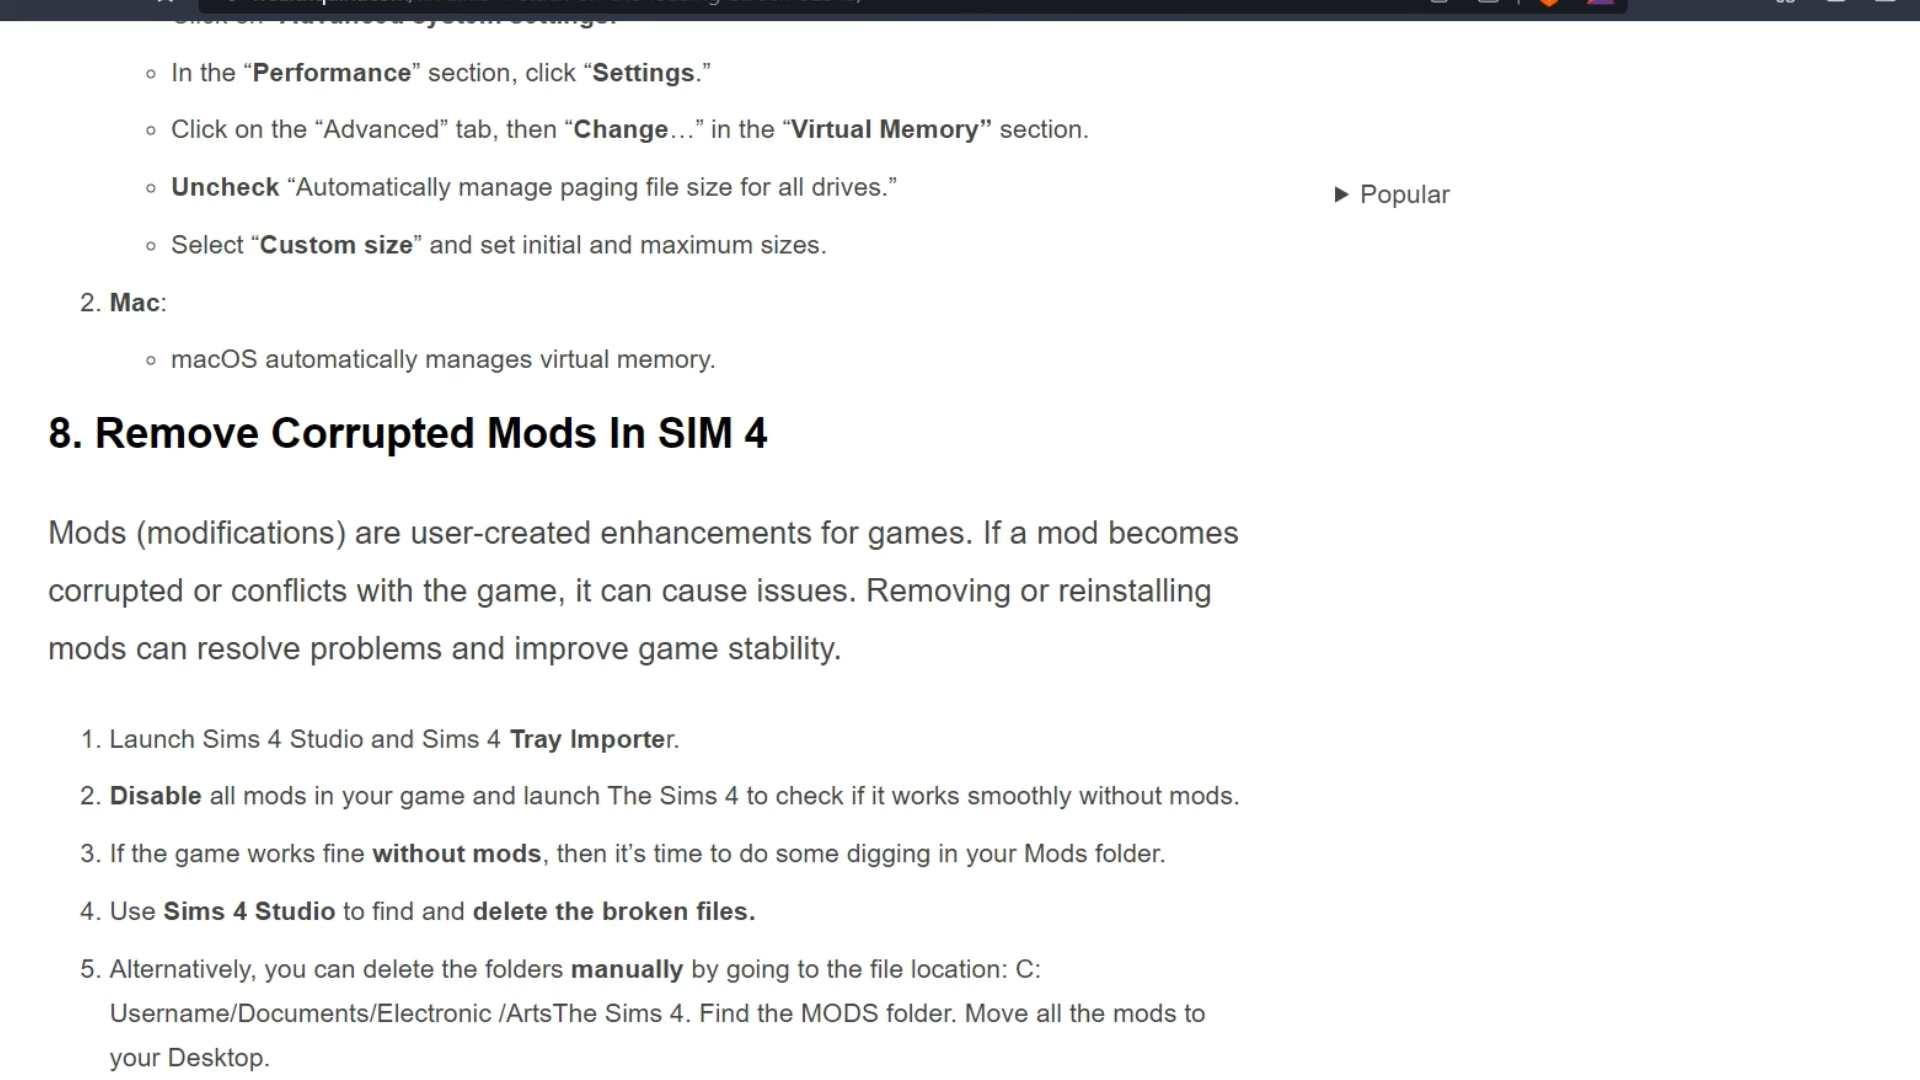 In the “Performance” section, click “Settings.”
Click on the “Advanced” tab, then “Change…” in the “Virtual Memory” section.
Uncheck “Automatically manage paging file size for all drives.”
Popular
Select “Custom size” and set initial and maximum sizes.
2. Mac:
macOS automatically manages virtual memory.
8. Remove Corrupted Mods In SIM 4
Mods (modifications) are user-created enhancements for games. If a mod becomes
corrupted or conflicts with the game, it can cause issues. Removing or reinstalling
mods can resolve problems and improve game stability.
1. Launch Sims 4 Studio and Sims 4 Tray Importer.
2. Disable all mods in your game and launch The Sims 4 to check if it works smoothly without mods.
3. If the game works fine without mods, then it’s time to do some digging in your Mods folder.
4. Use Sims 4 Studio to find and delete the broken files.
5. Alternatively, you can delete the folders manually by going to the file location: C:
Username/Documents/Electronic /ArtsThe Sims 4. Find the MODS folder. Move all the mods to
your Desktop.